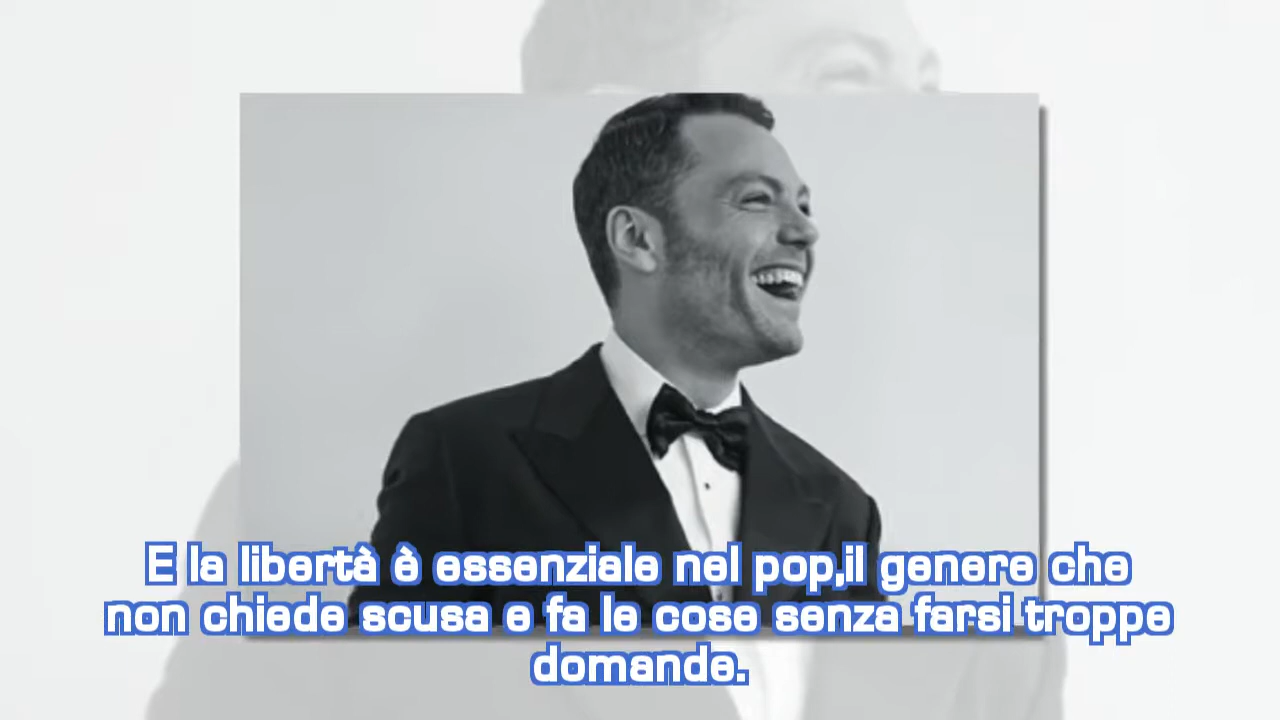 E la libertà è essenziale nel pop,il genere che
non chiede scusa e fa le cose senza farsi troppe
domande.